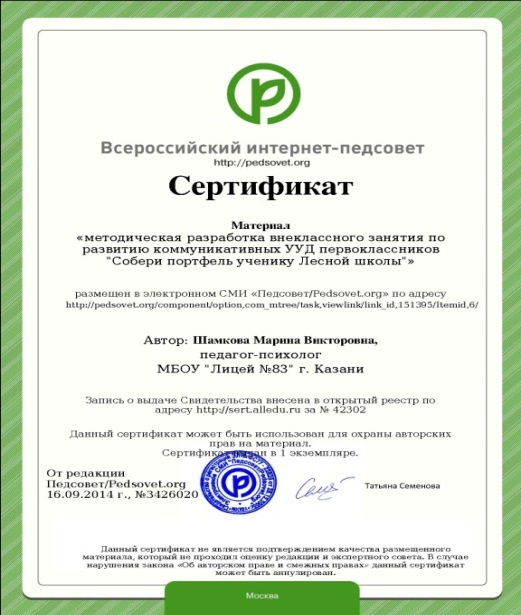 Всероссийский интернет-педсовет
http://pedsovet.org
Сертификат
Материал
«методическая разработка внеклассного занятия по
развитию коммуникативных УУД первоклассников
"Собери портфель ученику Лесной школы"»
размещен в электронном СМИ «Педсовет/Pedsovet.org» по адресу
http://pedsovet.org/component/option,com_mtree/task,viewlink/link_id,151395/Itemid,6/
Автор: Шамкова Марина Викторовна,
педагог-психолог
МБОУ "Лицей №83" г. Казани
Запись о выдаче Свидетельства внесена в открытый реестр по
адресу http://sert.alledu.ru за № 42302
Данный сертификат может быть использован для охраны авторских
прав на материал.
Сертификат выдан в 1 экземпляре.
От редакции
Педсовет/Pedsovet.org
16.09.2014 г., №3426020
Татьяна Семенова
Данный сертификат не является подтверждением качества размещенного
материала, который не проходил оценку редакции и экспертного совета. В случае
нарушения закона «Об авторском праве и смежных правах» данный сертификат
может быть аннулирован.
Москва